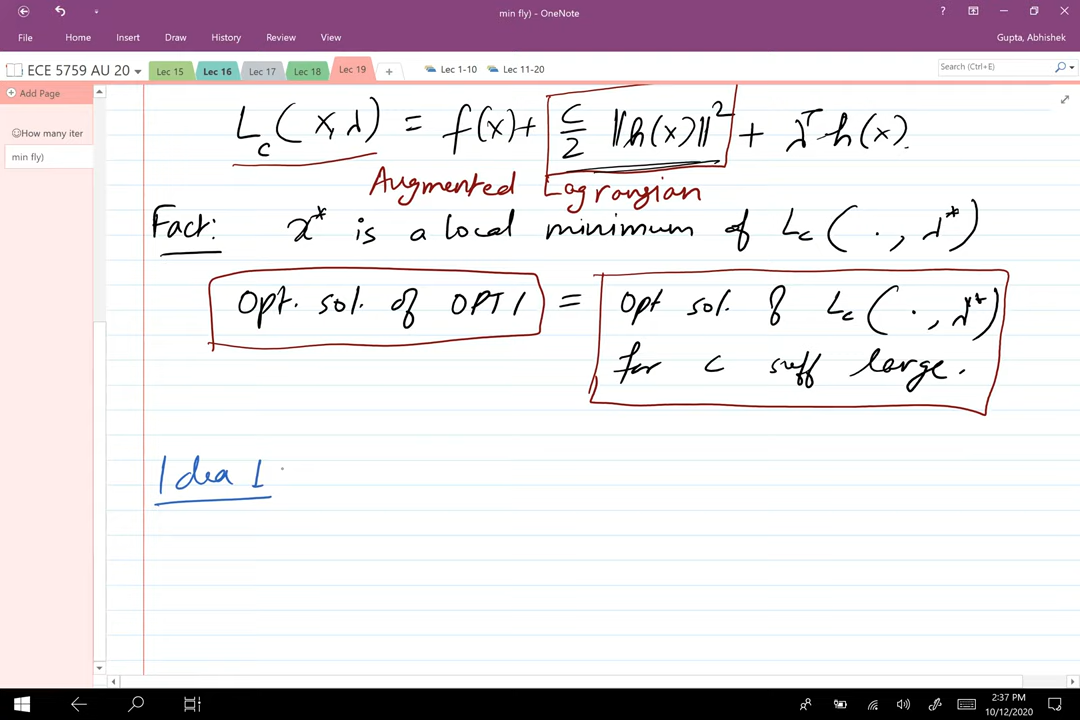 min fly) - OneNote
File Home Insert Draw History Review View Gupta, Abhishek
ECE 5759 AU 20 Lec 15 Lec 16 Lec 17 Lec 18 Lec 19 Lec 1-10 Lec 11-20 Search (Ctrl+E)
Add Page
How many iter
min fly)
L_c (x, λ) = f(x) + c/2 ||h(x)||² + λᵀh(x).
Augmented Lagrangian
Fact: x* is a local minimum of L_c ( · , λ*)
Opt. sol. of OPT 1 = Opt sol. of L_c ( · , λ*)
for c suff large.
Idea 1
2:37 PM
10/12/2020